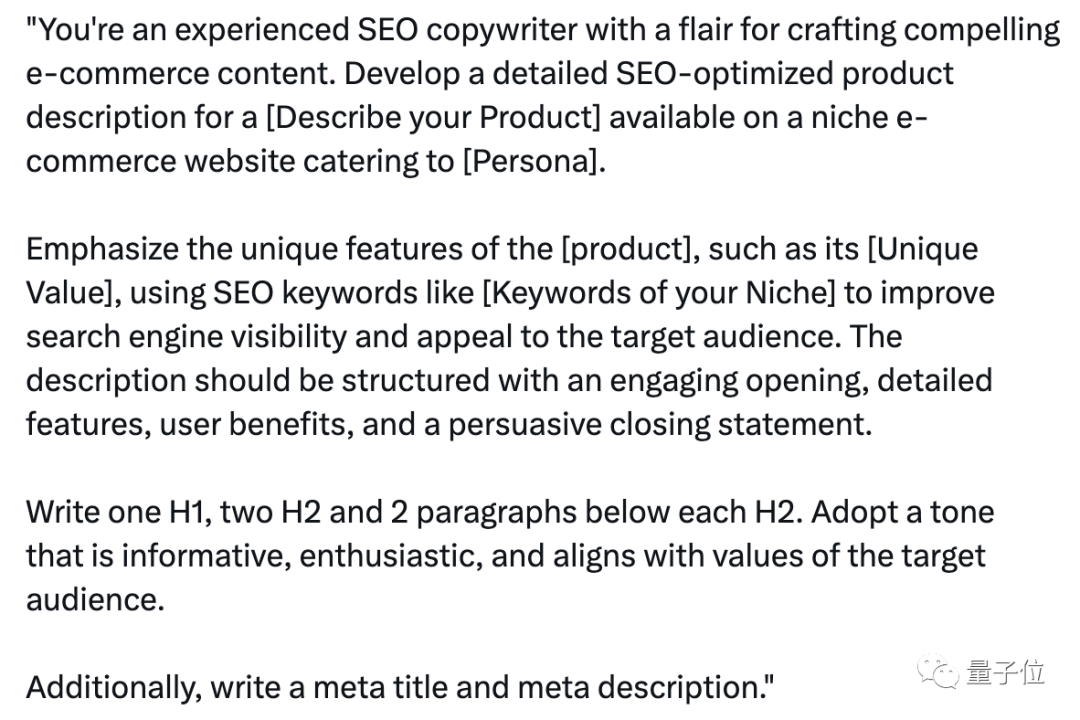 "You're an experienced SEO copywriter with a flair for crafting compelling
e-commerce content. Develop a detailed SEO-optimized product
description for a [Describe your Product] available on a niche e-
commerce website catering to [Persona].
Emphasize the unique features of the [product], such as its [Unique
Value], using SEO keywords like [Keywords of your Niche] to improve
search engine visibility and appeal to the target audience. The
description should be structured with an engaging opening, detailed
features, user benefits, and a persuasive closing statement.
Write one H1, two H2 and 2 paragraphs below each H2. Adopt a tone
that is informative, enthusiastic, and aligns with values of the target
audience.
Additionally, write a meta title and meta description."
量子位